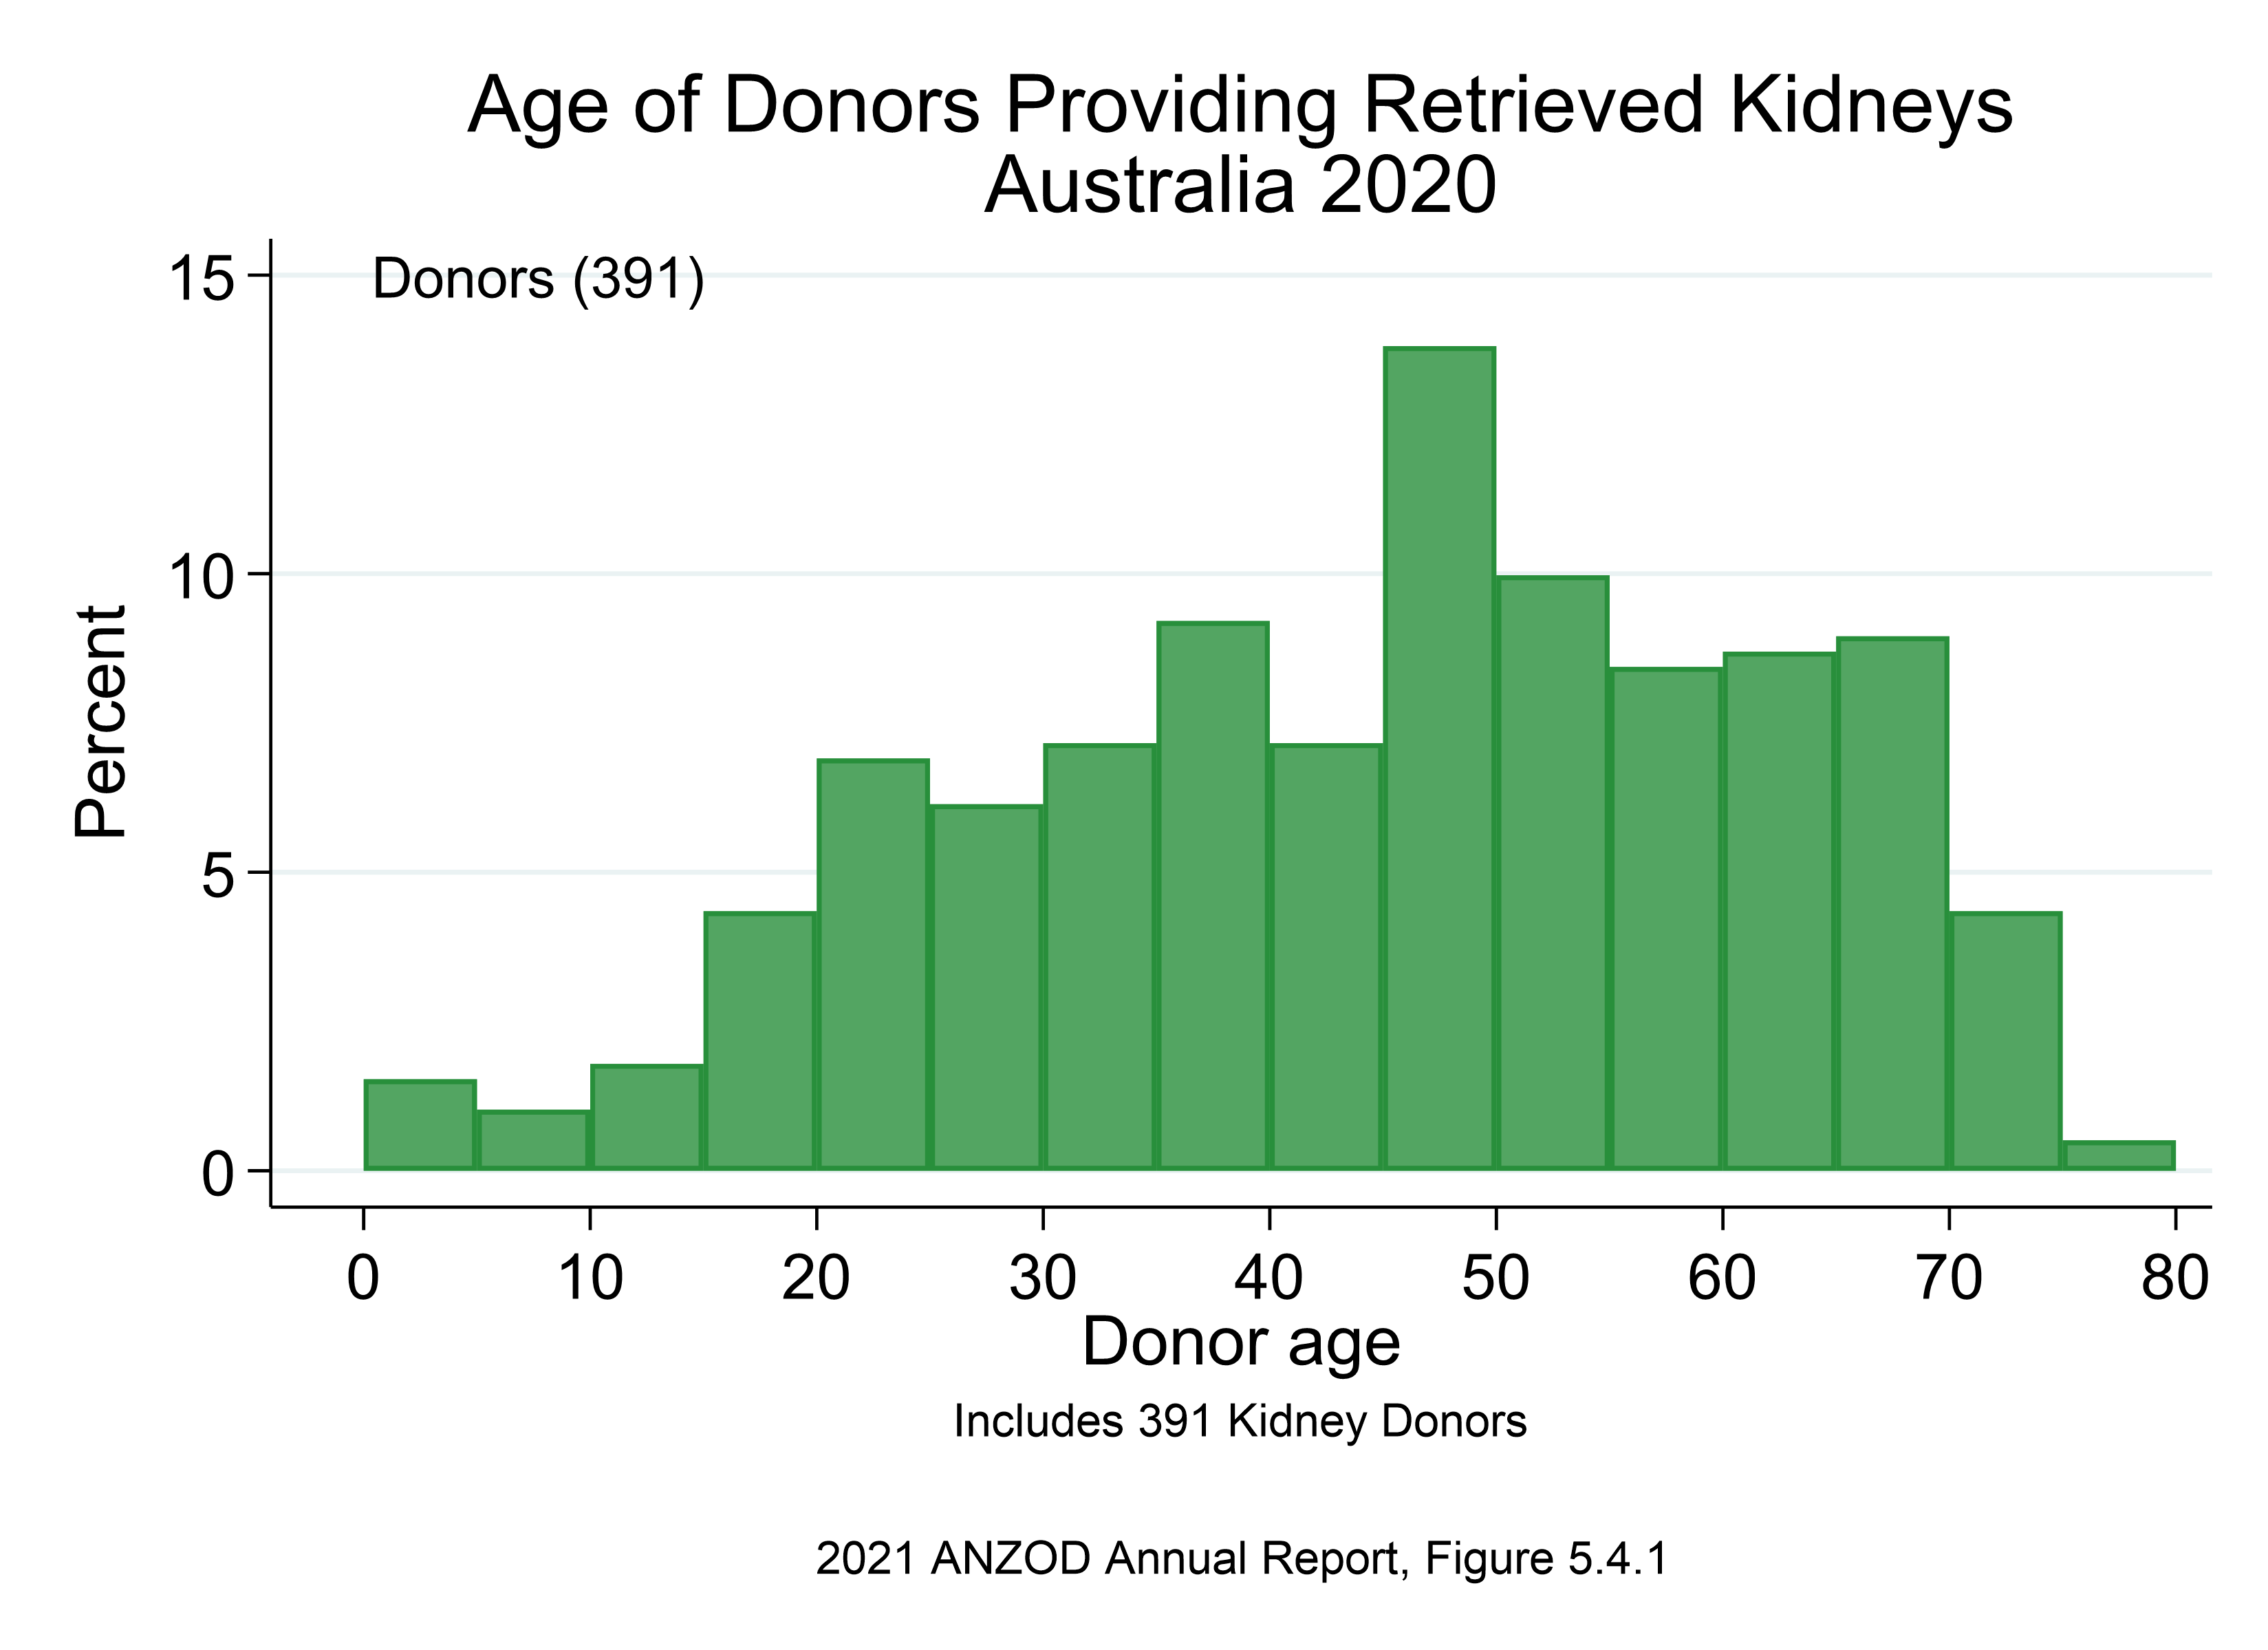 Age of Donors Providing Retrieved Kidneys
Australia 2020
Donors (391)
15
10
5
0
Percent
0 10 20 30 40 50 60 70 80
Donor age
Includes 391 Kidney Donors
2021 ANZOD Annual Report, Figure 5.4.1